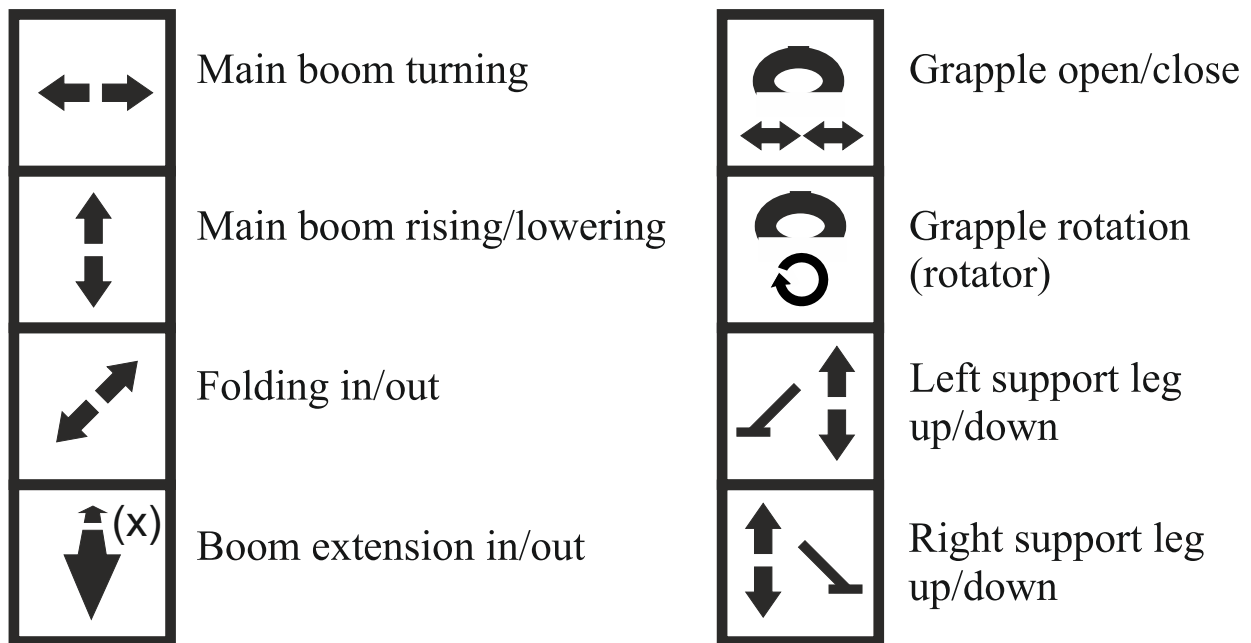 Main boom turning
Main boom rising/lowering
Folding in/out
(x)
Boom extension in/out
Grapple open/close
Grapple rotation
(rotator)
Left support leg
up/down
Right support leg
up/down